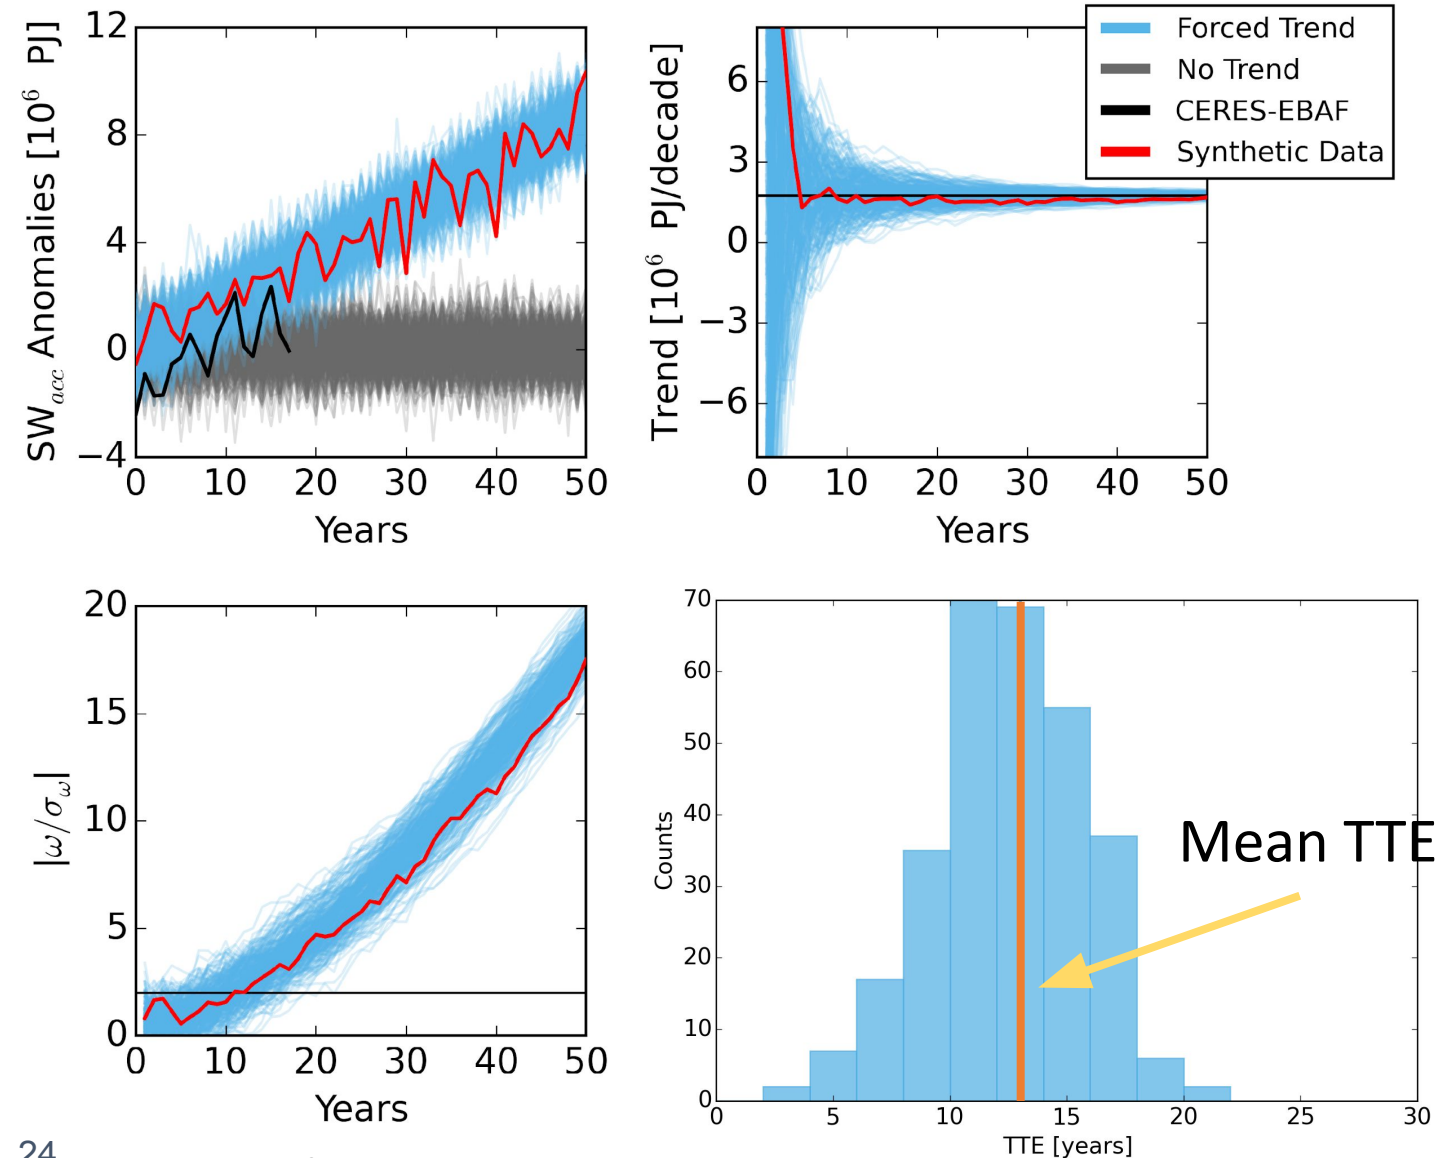 SWacc Anomalies [10^6 PJ]
12
8
4
0
−4
0 10 20 30 40 50
Years
Trend [10^6 PJ/decade]
6
3
0
−3
−6
0 10 20 30 40 50
Years
Forced Trend
No Trend
CERES-EBAF
Synthetic Data
|ω/σω|
20
15
10
5
0
0 10 20 30 40 50
Years
Counts
70
60
50
40
30
20
10
0
0 5 10 15 20 25 30
TTE [years]
Mean TTE
24